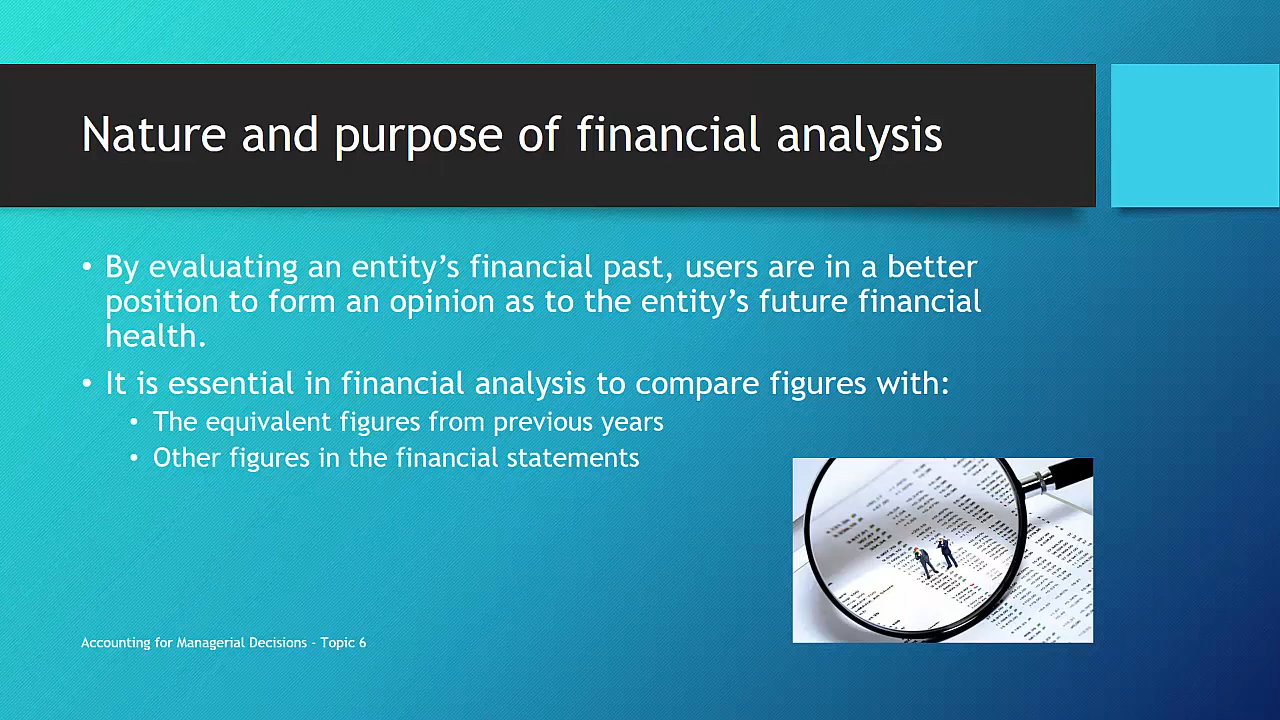 Nature and purpose of financial analysis
• By evaluating an entity’s financial past, users are in a better
position to form an opinion as to the entity’s future financial
health.
• It is essential in financial analysis to compare figures with:
• The equivalent figures from previous years
• Other figures in the financial statements
Accounting for Managerial Decisions - Topic 6